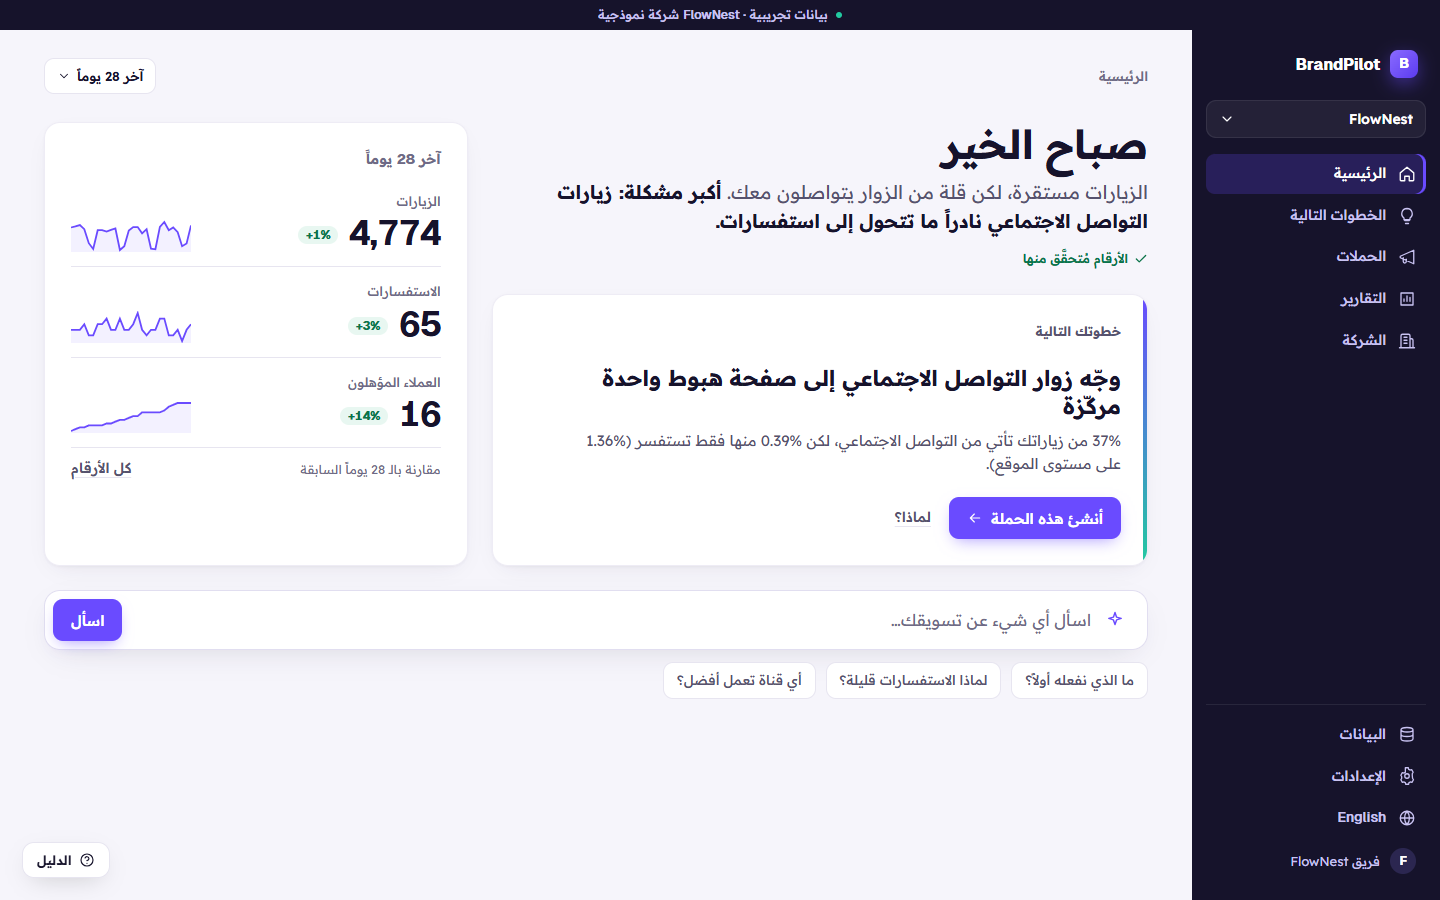 بيانات تجريبية · FlowNest شركة نموذجية
B BrandPilot
FlowNest
الرئيسية
الخطوات التالية
الحملات
التقارير
الشركة
البيانات
الإعدادات
English
F فريق FlowNest
الرئيسية
آخر 28 يوماً
صباح الخير
الزيارات مستقرة، لكن قلة من الزوار يتواصلون معك. أكبر مشكلة: زيارات
التواصل الاجتماعي نادراً ما تتحول إلى استفسارات.
الأرقام مُتحقَّق منها
خطوتك التالية
وجّه زوار التواصل الاجتماعي إلى صفحة هبوط واحدة
مركّزة
37% من زياراتك تأتي من التواصل الاجتماعي، لكن 0.39% منها فقط تستفسر (1.36%
على مستوى الموقع).
أنشئ هذه الحملة ←
لماذا؟
آخر 28 يوماً
الزيارات
4,774 +1%
الاستفسارات
65 +3%
العملاء المؤهلون
16 +14%
مقارنة بالـ 28 يوماً السابقة
كل الأرقام
اسأل أي شيء عن تسويقك...
اسأل
ما الذي نفعله أولاً؟
لماذا الاستفسارات قليلة؟
أي قناة تعمل أفضل؟
الدليل